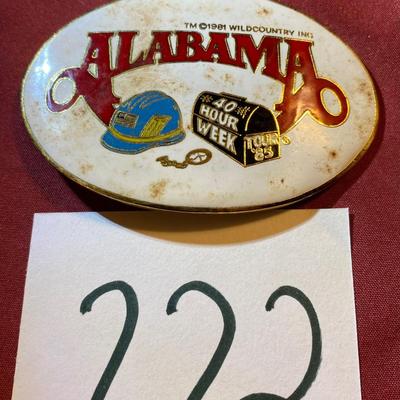 TM ©1981 WILDCOUNTRY INC
ALABAMA
40
HOUR
WEEK
TOUR
'85
222